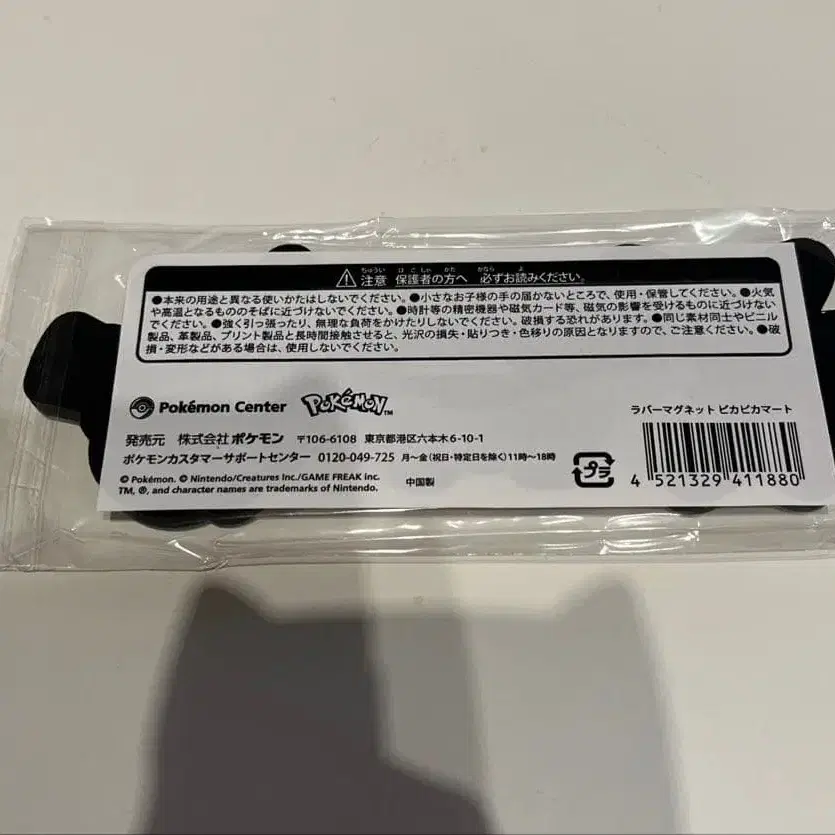 ちゅうい ほごしゃ かた かなら よ
⚠注意 保護者の方へ 必ずお読みください。
●本来の用途と異なる使いかたはしないでください。●小さなお子様の手の届かないところで、使用・保管してください。●火気
や高温となるもののそばに近づけないでください。●時計等の精密機器や磁気カード等、磁気の影響を受けるものに近づけない
でください。●強く引っ張ったり、無理な負荷をかけたりしないでください。破損する恐れがあります。●同じ素材同士やビニル
製品、革製品、プリント製品と長時間接触させると、光沢の損失・貼りつき・色移りの原因となりますので、ご注意ください。●破
損・変形などがある場合は、使用しないでください。
Pokémon Center POKÉMON™
ラバーマグネット ピカピカマート
発売元 株式会社ポケモン 〒106-6108 東京都港区六本木6-10-1
ポケモンカスタマーサポートセンター 0120-049-725 月〜金(祝日・特定日を除く)11時〜18時
© Pokémon. © Nintendo/Creatures Inc./GAME FREAK inc.
TM, ®, and character names are trademarks of Nintendo.
中国製
プラ
4 521329 411880